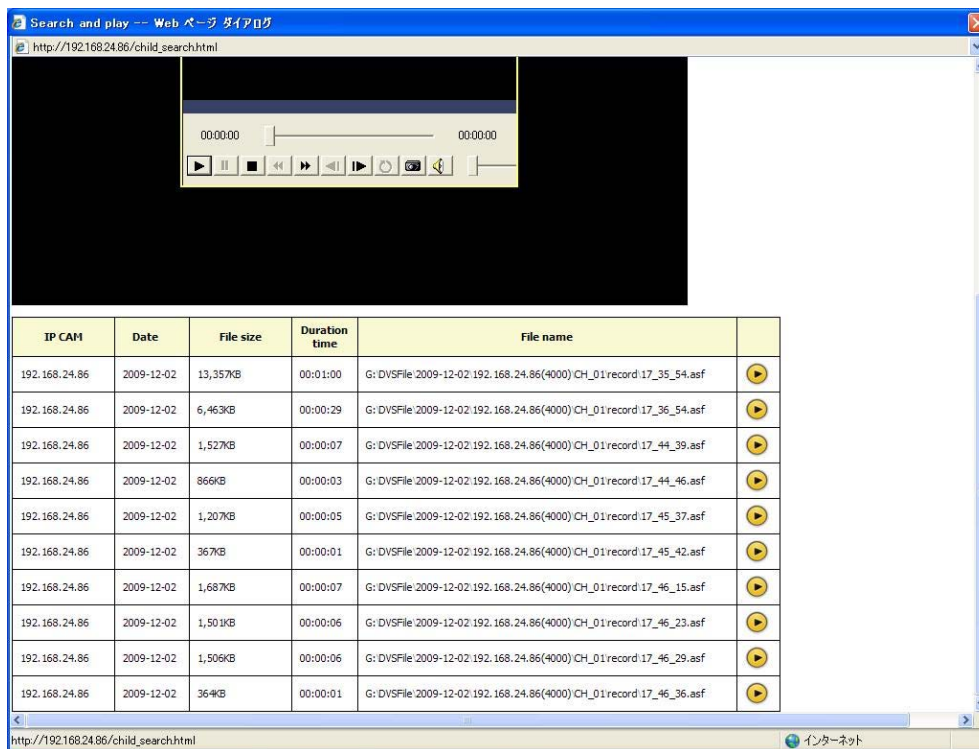 Search and play -- Web ページ ダイアログ
http://192.168.24.86/child_search.html
00:00:00 00:00:00
IP CAM Date File size Duration time File name
192.168.24.86 2009-12-02 13,357KB 00:01:00 G:\DVSFile\2009-12-02\192.168.24.86(4000)\CH_01\record\17_35_54.asf
192.168.24.86 2009-12-02 6,463KB 00:00:29 G:\DVSFile\2009-12-02\192.168.24.86(4000)\CH_01\record\17_36_54.asf
192.168.24.86 2009-12-02 1,527KB 00:00:07 G:\DVSFile\2009-12-02\192.168.24.86(4000)\CH_01\record\17_44_39.asf
192.168.24.86 2009-12-02 866KB 00:00:03 G:\DVSFile\2009-12-02\192.168.24.86(4000)\CH_01\record\17_44_46.asf
192.168.24.86 2009-12-02 1,207KB 00:00:05 G:\DVSFile\2009-12-02\192.168.24.86(4000)\CH_01\record\17_45_37.asf
192.168.24.86 2009-12-02 367KB 00:00:01 G:\DVSFile\2009-12-02\192.168.24.86(4000)\CH_01\record\17_45_42.asf
192.168.24.86 2009-12-02 1,687KB 00:00:07 G:\DVSFile\2009-12-02\192.168.24.86(4000)\CH_01\record\17_46_15.asf
192.168.24.86 2009-12-02 1,501KB 00:00:06 G:\DVSFile\2009-12-02\192.168.24.86(4000)\CH_01\record\17_46_23.asf
192.168.24.86 2009-12-02 1,506KB 00:00:06 G:\DVSFile\2009-12-02\192.168.24.86(4000)\CH_01\record\17_46_29.asf
192.168.24.86 2009-12-02 364KB 00:00:01 G:\DVSFile\2009-12-02\192.168.24.86(4000)\CH_01\record\17_46_36.asf
http://192.168.24.86/child_search.html インターネット